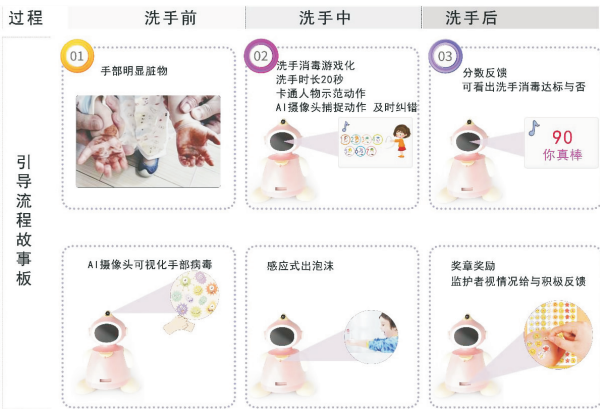 过程
洗手前
洗手中
洗手后
引导流程故事板
01
手部明显脏物
02
洗手消毒游戏化
洗手时长20秒
卡通人物示范动作
AI摄像头捕捉动作 及时纠错
03
分数反馈
可看出洗手消毒达标与否
90
你真棒
AI摄像头可视化手部病毒
感应式出泡沫
奖章奖励
监护者视情况给与积极反馈